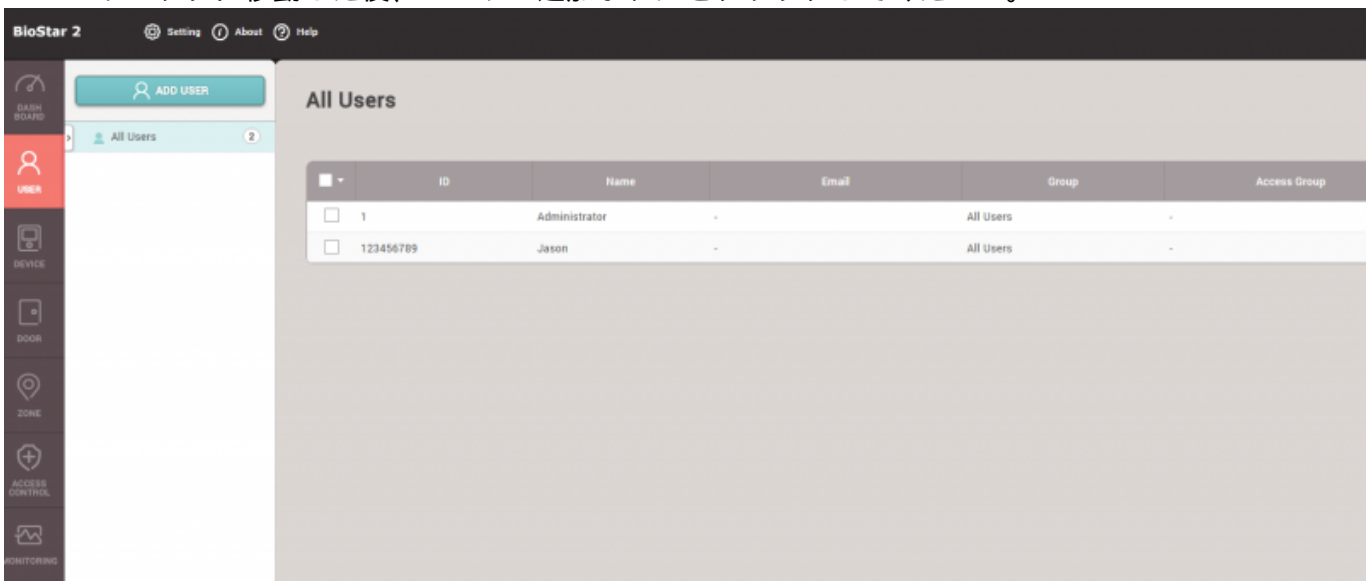 BioStar 2 Setting About Help
DASH
BOARD
ADD USER
All Users 2
USER
DEVICE
DOOR
ZONE
ACCESS
CONTROL
MONITORING
All Users
ID Name Email Group Access Group
1 Administrator - All Users -
123456789 Jason - All Users -